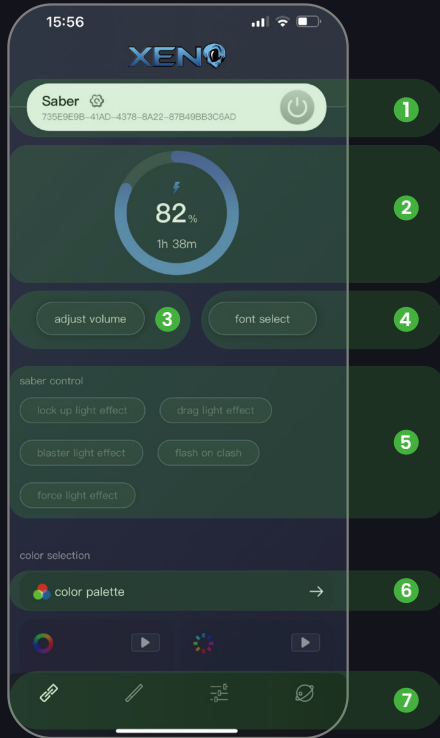 15:56
XENO
Saber
735E9E9B-41AD-4378-8A22-87B49BB3C6AD
1
82%
2
1h 38m
adjust volume
3
font select
4
saber control
lock up light effect
drag light effect
5
blaster light effect
flash on clash
force light effect
color selection
color palette
6
7